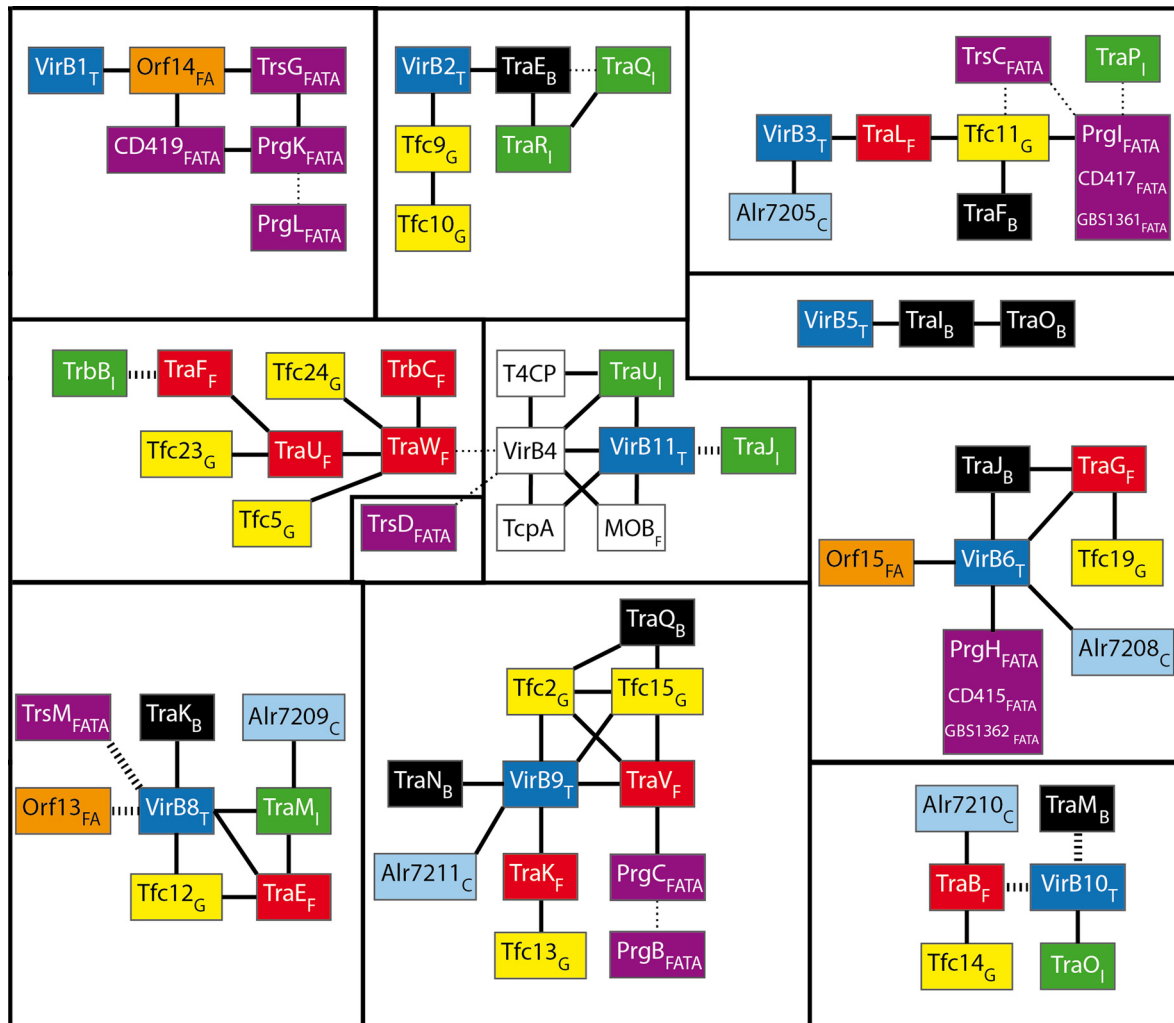 VirB1T
Orf14FA
TrsGFATA
CD419FATA
PrgKFATA
PrgLFATA
VirB2T
TraEB
TraQI
Tfc9G
TraRI
Tfc10G
TrsCFATA
TraPI
VirB3T
TraLF
Tfc11G
PrgIFATA
CD417FATA
GBS1361FATA
Alr7205C
TraFB
VirB5T
TraIB
TraOB
TrbBI
TraFF
Tfc24G
TrbCF
Tfc23G
TraUF
TraWF
Tfc5G
TrsDFATA
T4CP
TraUI
VirB4
VirB11T
TraJI
TcpA
MOBF
TraJB
TraGF
Orf15FA
VirB6T
Tfc19G
PrgHFATA
CD415FATA
GBS1362FATA
Alr7208C
TrsMFATA
TraKB
Alr7209C
Orf13FA
VirB8T
TraMI
Tfc12G
TraEF
TraQB
Tfc2G
Tfc15G
TraNB
VirB9T
TraVF
Alr7211C
TraKF
PrgCFATA
Tfc13G
PrgBFATA
Alr7210C
TraMB
TraBF
VirB10T
Tfc14G
TraOI